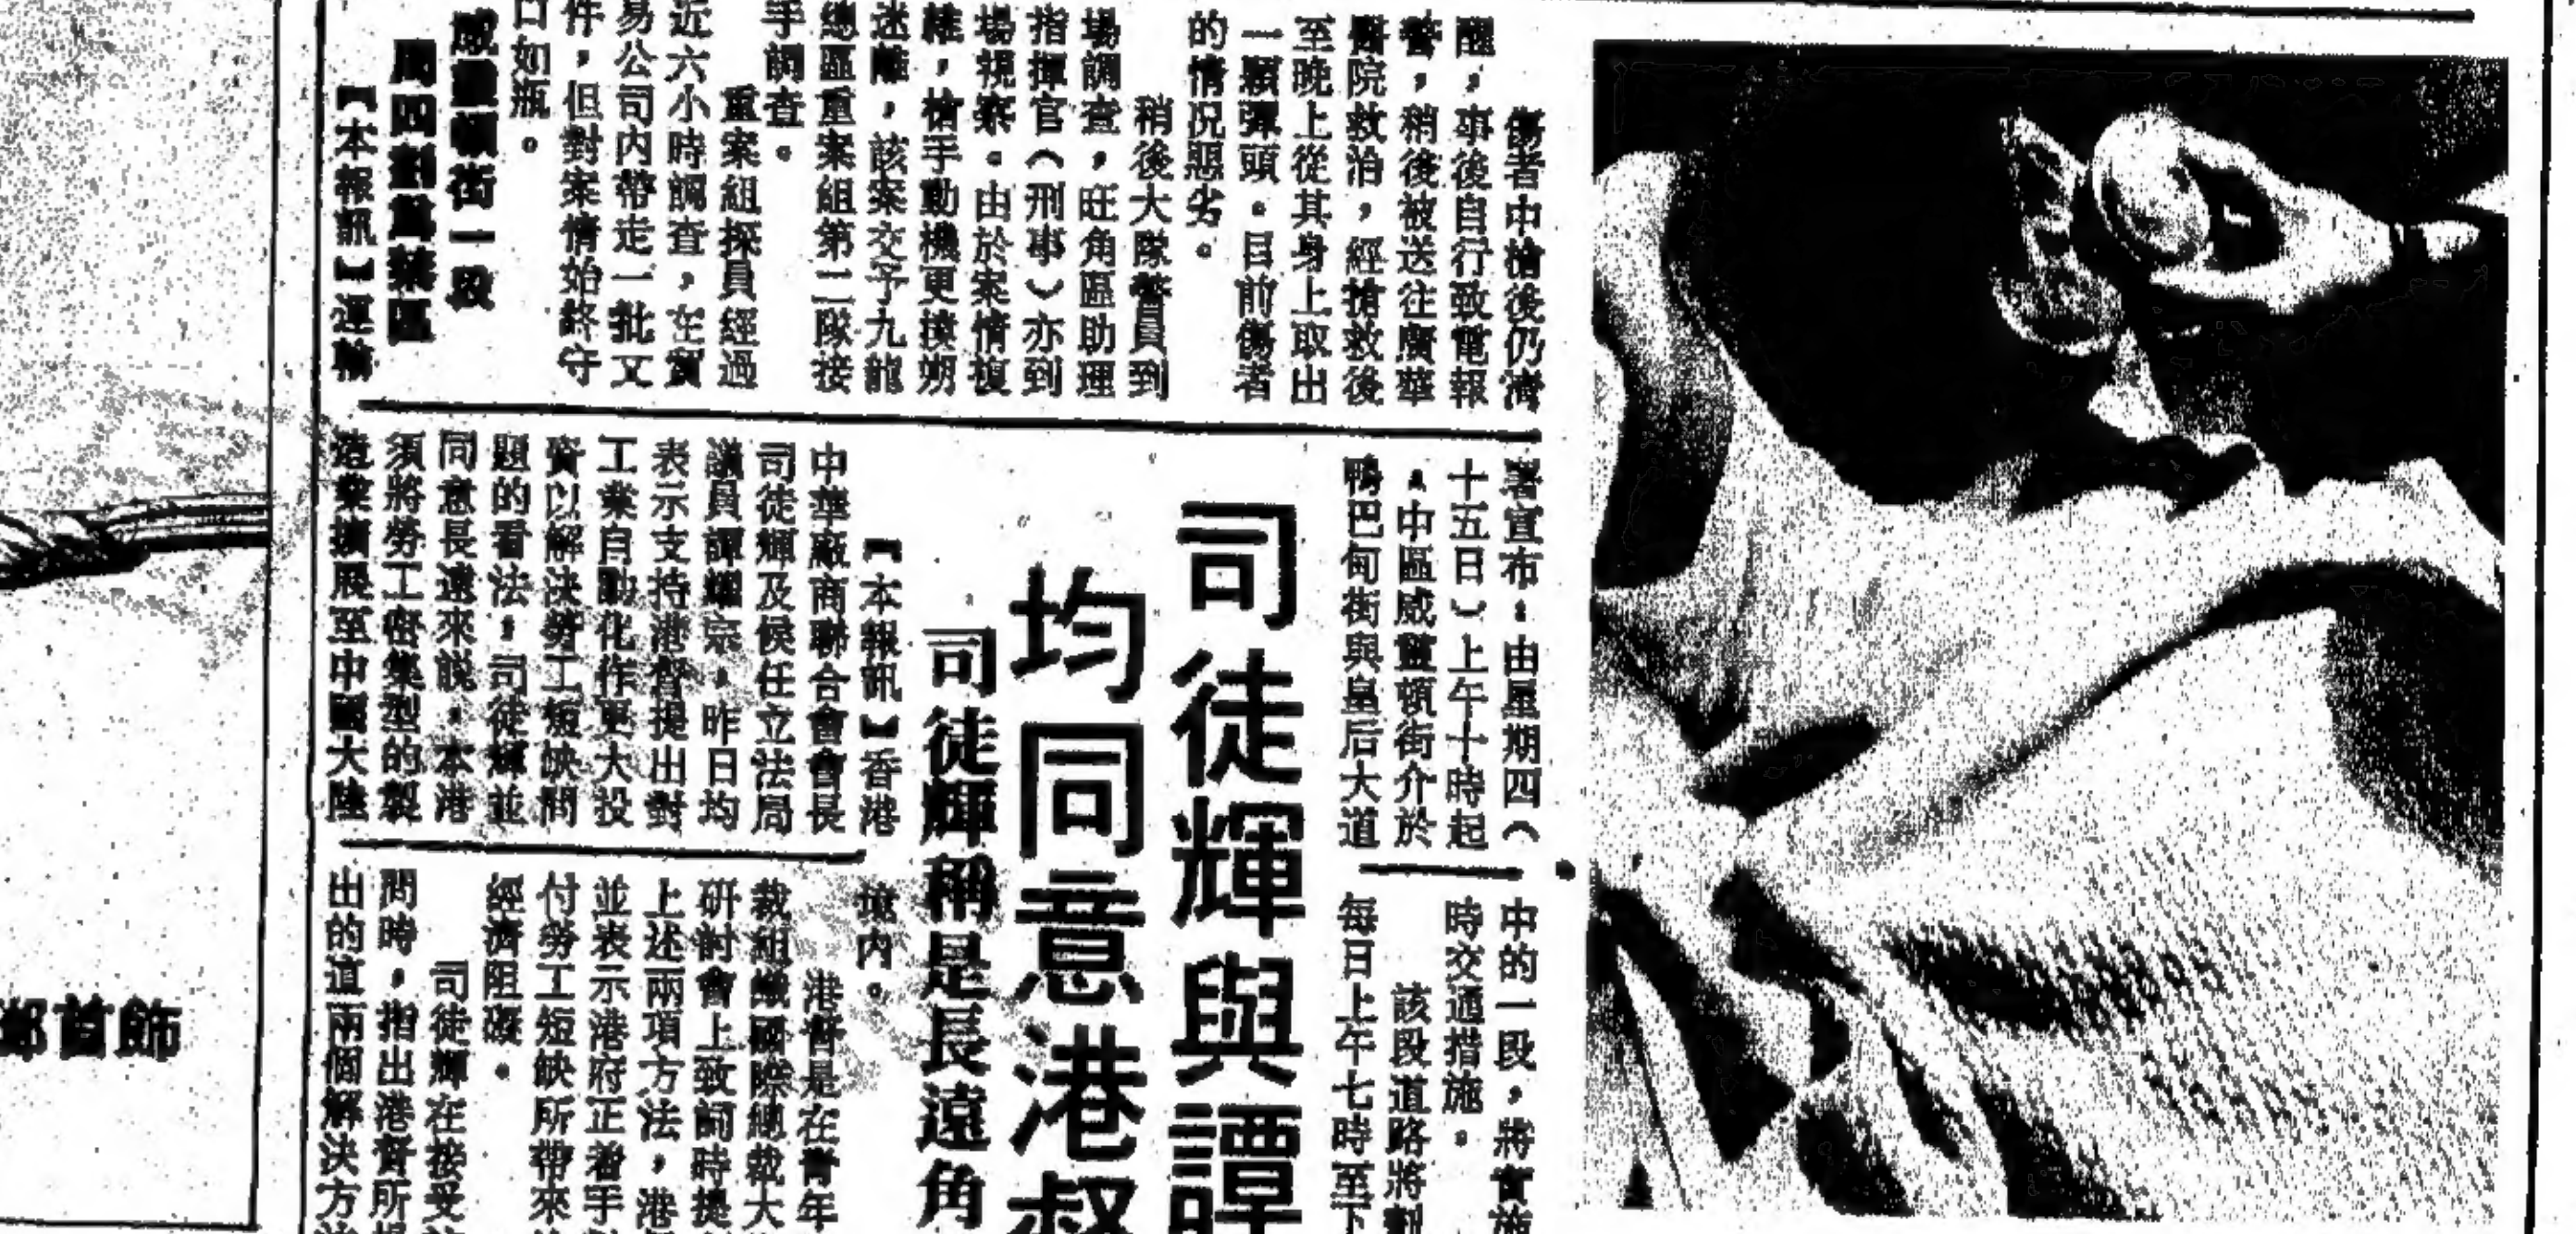 傷者中槍後仍清
醒，事後自行致電報
警，稍後被送往廣華
醫院救治，經搶救後
至晚上從其身上取出
一顆彈頭。目前傷者
的情況惡劣。
稍後大隊警員到
場調查，旺角區助理
指揮官（刑事）亦到
場視察。由於案情複
雜，槍手動機更撲朔
迷離，該案交予九龍
總區重案組第二隊接
手調查。
重案組探員經過
近六小時調查，在貿
易公司內帶走一批文
件，但對案情始終守
口如瓶。
威靈頓街一段
周四劃為禁區
【本報訊】運輸
署宣布：由星期四（
十五日）上午十時起
，中區威靈頓街介於
鴨巴甸街與皇后大道
中的一段，將實施
時交通措施。
該段道路將劃
每日上午七時至下
司徒輝與譚
均同意港督
司徒輝稱是長遠角
【本報訊】香港
中華廠商聯合會會長
司徒輝及候任立法局
議員譚耀宗，昨日均
表示支持港督提出對
工業自動化作更大投
資以解決勞工短缺問
題的看法；司徒輝並
同意長遠來說，本港
須將勞工密集型的製
造業擴展至中國大陸
境內。
港督是在青年
裁組織國際總裁大
研討會上致詞時提
上述兩項方法，港
並表示港府正着手
付勞工短缺所帶來
經濟阻礙。
司徒輝在接受
問時，指出港督所提
出的道兩個解決方法
鄉首飾